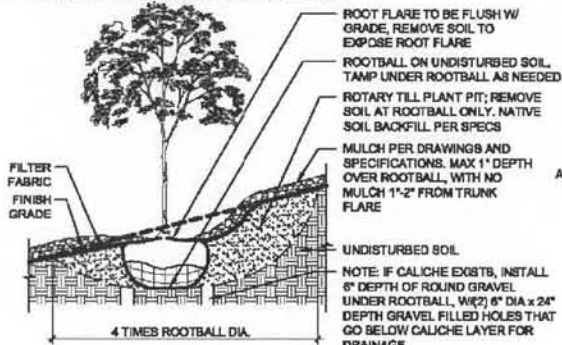 ROOT FLARE TO BE FLUSH W/
GRADE, REMOVE SOIL TO
EXPOSE ROOT FLARE
ROOTBALL ON UNDISTURBED SOIL,
TAMP UNDER ROOTBALL AS NEEDED
ROTARY TILL PLANT PIT; REMOVE
SOIL AT ROOTBALL ONLY. NATIVE
SOIL BACKFILL PER SPECS
MULCH PER DRAWINGS AND
SPECIFICATIONS. MAX 1" DEPTH
OVER ROOTBALL, WITH NO
MULCH 1"-2" FROM TRUNK
FLARE
A
FILTER
FABRIC
FINISH
GRADE
UNDISTURBED SOIL
NOTE: IF CALICHE EXISTS, INSTALL
6" DEPTH OF ROUND GRAVEL
UNDER ROOTBALL, W/(2) 6" DIA x 24"
DEPTH GRAVEL FILLED HOLES THAT
GO BELOW CALICHE LAYER FOR
DRAINAGE
4 TIMES ROOTBALL DIA.